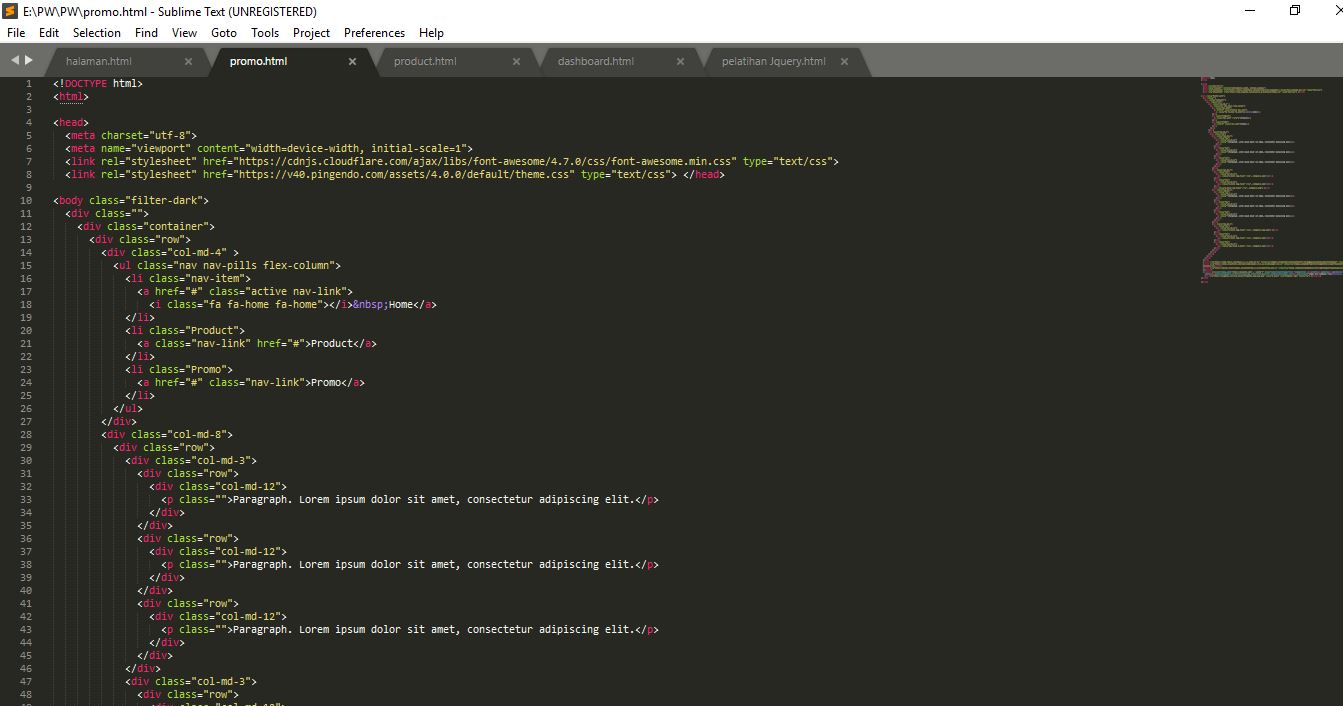 E:\PW\PW\promo.html - Sublime Text (UNREGISTERED)
File Edit Selection Find View Goto Tools Project Preferences Help
halaman.html promo.html product.html dashboard.html pelatihan Jquery.html
1 <!DOCTYPE html>
2 <html>
3
4 <head>
5 <meta charset="utf-8">
6 <meta name="viewport" content="width=device-width, initial-scale=1">
7 <link rel="stylesheet" href="https://cdnjs.cloudflare.com/ajax/libs/font-awesome/4.7.0/css/font-awesome.min.css" type="text/css">
8 <link rel="stylesheet" href="https://v40.pingendo.com/assets/4.0.0/default/theme.css" type="text/css"> </head>
9
10 <body class="filter-dark">
11 <div class="">
12 <div class="container">
13 <div class="row">
14 <div class="col-md-4" >
15 <ul class="nav nav-pills flex-column">
16 <li class="nav-item">
17 <a href="#" class="active nav-link">
18 <i class="fa fa-home fa-home"></i>&nbsp;Home</a>
19 </li>
20 <li class="Product">
21 <a class="nav-link" href="#">Product</a>
22 </li>
23 <li class="Promo">
24 <a href="#" class="nav-link">Promo</a>
25 </li>
26 </ul>
27 </div>
28 <div class="col-md-8">
29 <div class="row">
30 <div class="col-md-3">
31 <div class="row">
32 <div class="col-md-12">
33 <p class="">Paragraph. Lorem ipsum dolor sit amet, consectetur adipiscing elit.</p>
34 </div>
35 </div>
36 <div class="row">
37 <div class="col-md-12">
38 <p class="">Paragraph. Lorem ipsum dolor sit amet, consectetur adipiscing elit.</p>
39 </div>
40 </div>
41 <div class="row">
42 <div class="col-md-12">
43 <p class="">Paragraph. Lorem ipsum dolor sit amet, consectetur adipiscing elit.</p>
44 </div>
45 </div>
46 </div>
47 <div class="col-md-3">
48 <div class="row">